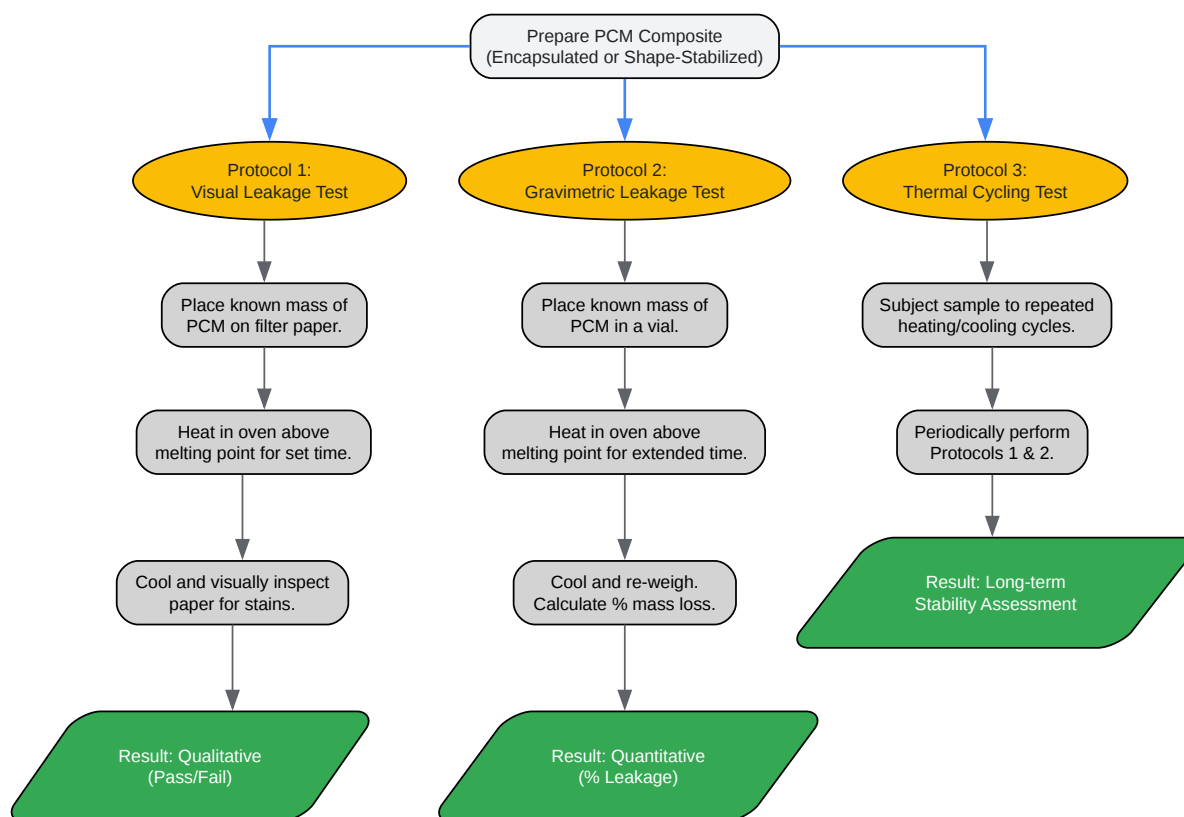 Prepare PCM Composite
(Encapsulated or Shape-Stabilized)
Protocol 1:
Visual Leakage Test
Place known mass of
PCM on filter paper.
Heat in oven above
melting point for set time.
Cool and visually inspect
paper for stains.
Result: Qualitative
(Pass/Fail)
Protocol 2:
Gravimetric Leakage Test
Place known mass of
PCM in a vial.
Heat in oven above
melting point for extended time.
Cool and re-weigh.
Calculate % mass loss.
Result: Quantitative
(% Leakage)
Protocol 3:
Thermal Cycling Test
Subject sample to repeated
heating/cooling cycles.
Periodically perform
Protocols 1 & 2.
Result: Long-term
Stability Assessment